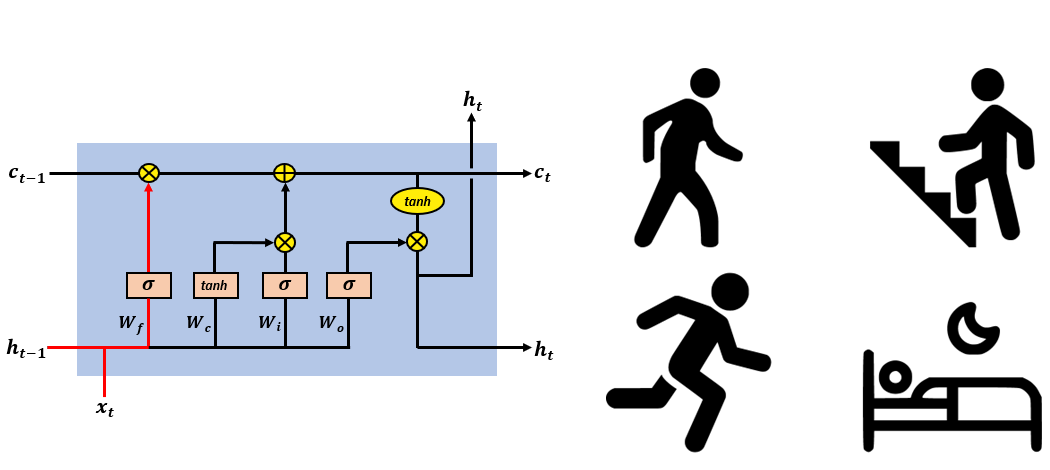 h_t
c_{t-1}
c_t
tanh
σ
tanh
σ
σ
W_f
W_c
W_i
W_o
h_{t-1}
h_t
x_t